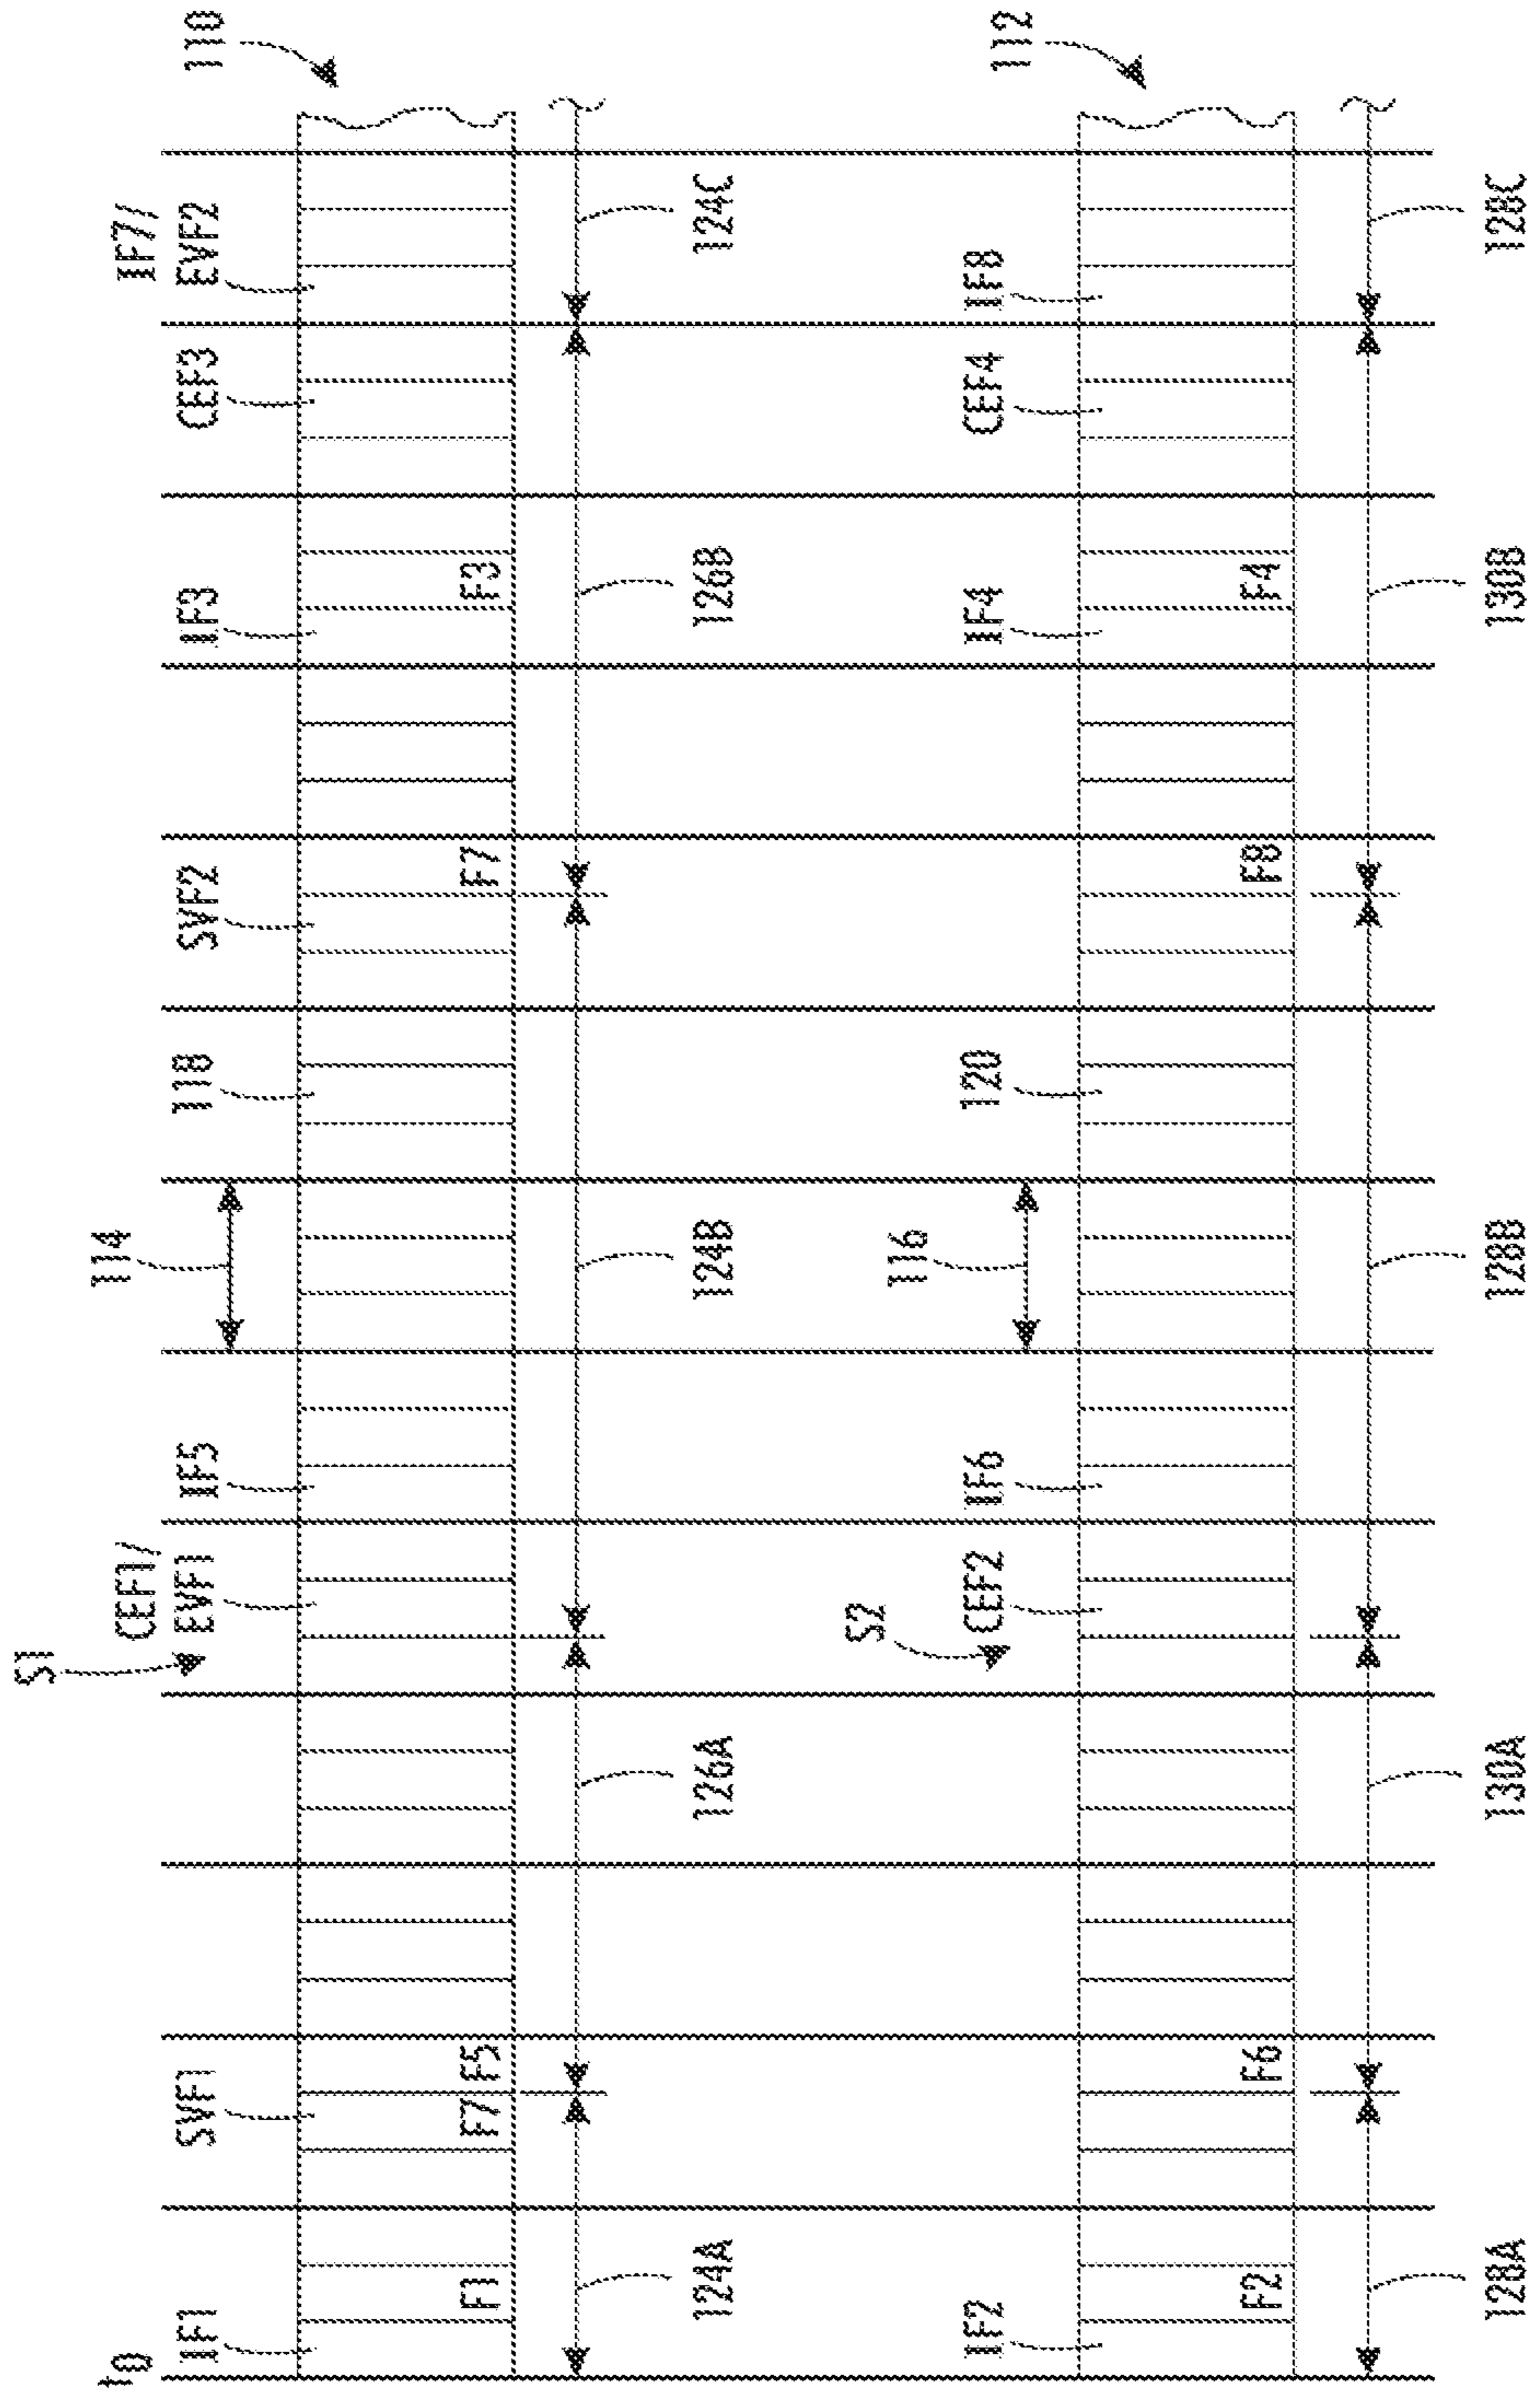 110
IF7/
EVF2
CEF3
IF3
SVF2
118
114
IF5
S1
CEF1/
EVF1
SVF1
IF1
t0
F3
F7
F5
F7
F1
124C
126B
124B
126A
124A
112
IF8
CEF4
IF4
120
116
IF6
S2
CEF2
IF2
F4
F8
F6
F2
128C
130B
128B
130A
128A